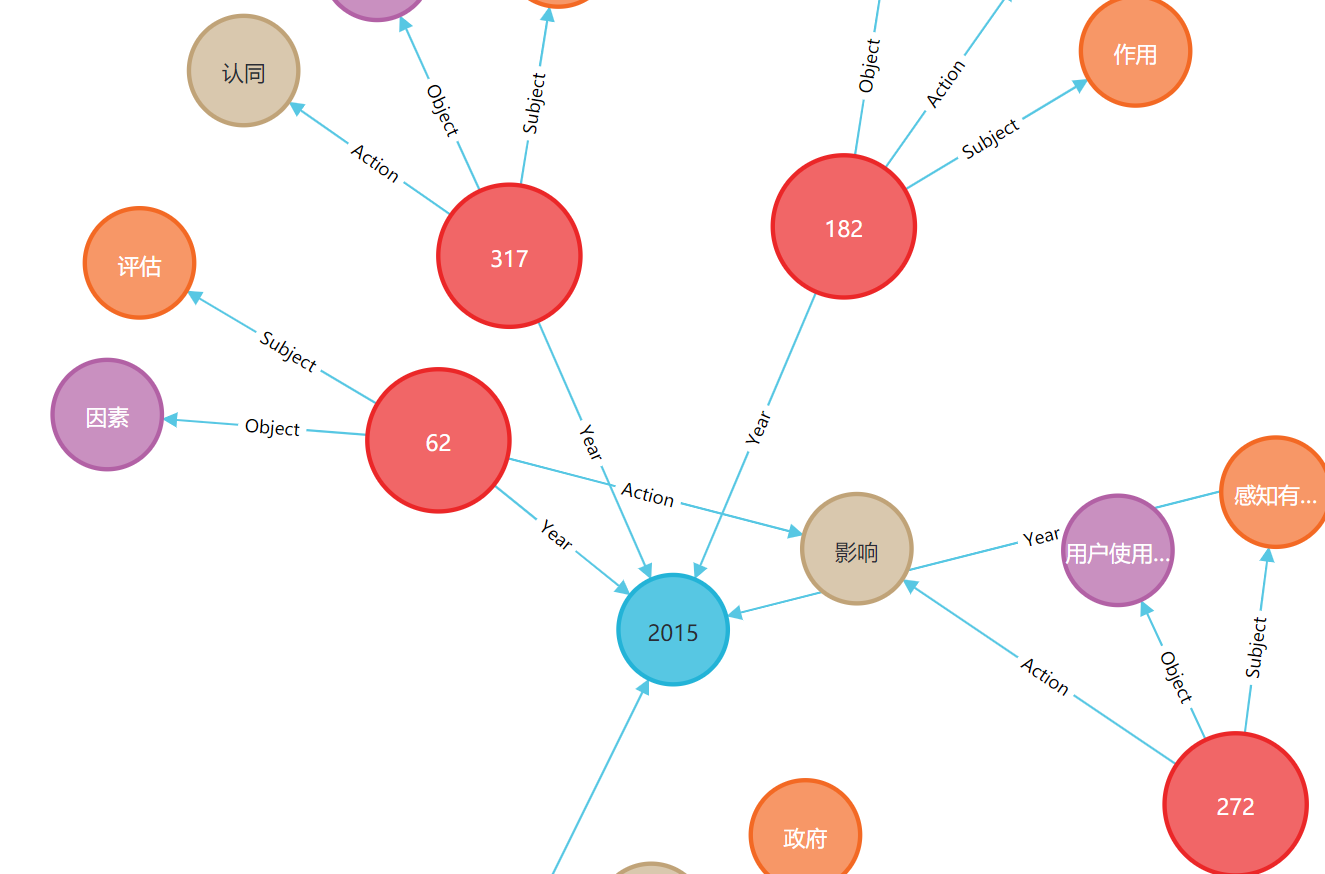 认同
Object
Subject
Object
Action
Subject
作用
Action
317
182
评估
Subject
因素
Object
62
Year
Year
Action
Year
影响
Year
用户使用...
感知有...
2015
Action
Object
Subject
272
政府